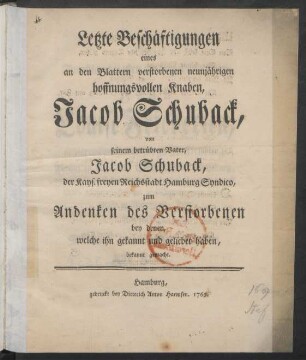 Letzte Beschäftigungen
eines
an den Blattern verstorbenen neunjährigen
hoffnungsvollen Knaben,
Jacob Schuback,
von
seinem betrübten Vater,
Jacob Schuback,
der Kays. freyen Reichsstadt Hamburg Syndico,
zum
Andenken des Verstorbenen
bey denen,
welche ihn gekannt und geliebet haben,
bekannt gemacht.
Hamburg,
gedruckt bey Dieterich Anton Harmsen. 1765.